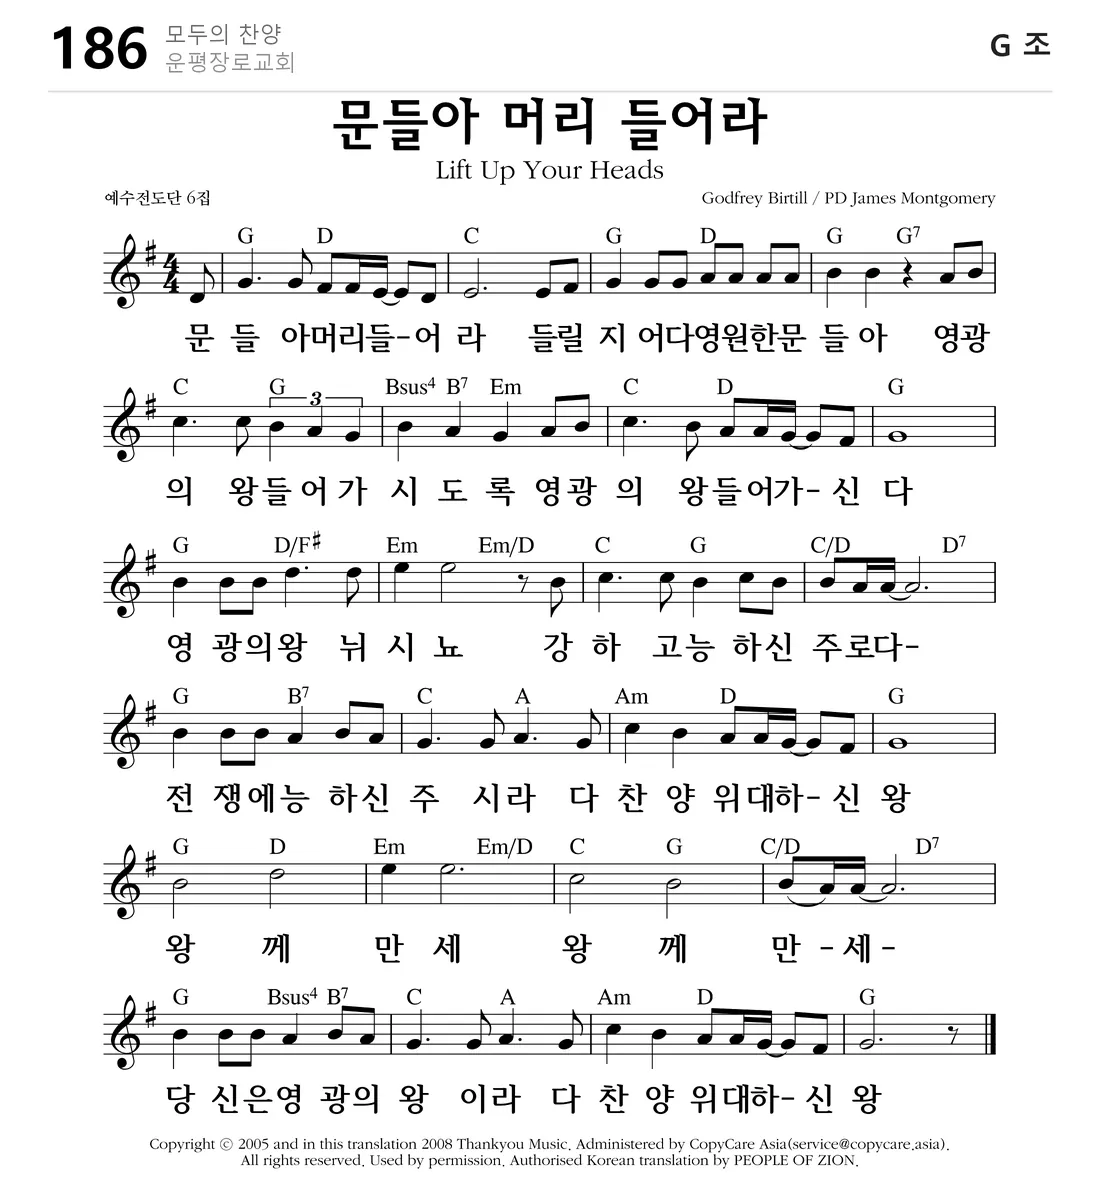 186 모두의 찬양
운평장로교회
G 조
문들아 머리 들어라
Lift Up Your Heads
예수전도단 6집
Godfrey Birtill / PD James Montgomery
G D C G D G G7
4 4
문 들 아머리들-어 라 들릴 지 어다영원한문 들 아 영광
C G 3 Bsus4 B7 Em C D G
의 왕들어가 시 도 록 영광 의 왕들어가- 신 다
G D/F♯ Em Em/D C G C/D D7
영 광의왕 뉘 시 뇨 강 하 고능 하신 주로다-
G B7 C A Am D G
전 쟁에능 하신 주 시라 다 찬 양 위대하- 신 왕
G D Em Em/D C G C/D D7
왕 께 만 세 왕 께 만 - 세 -
G Bsus4 B7 C A Am D G
당 신은영 광의 왕 이라 다 찬 양 위대하- 신 왕
Copyright ⓒ 2005 and in this translation 2008 Thankyou Music. Administered by CopyCare Asia(service@copycare.asia).
All rights reserved. Used by permission. Authorised Korean translation by PEOPLE OF ZION.